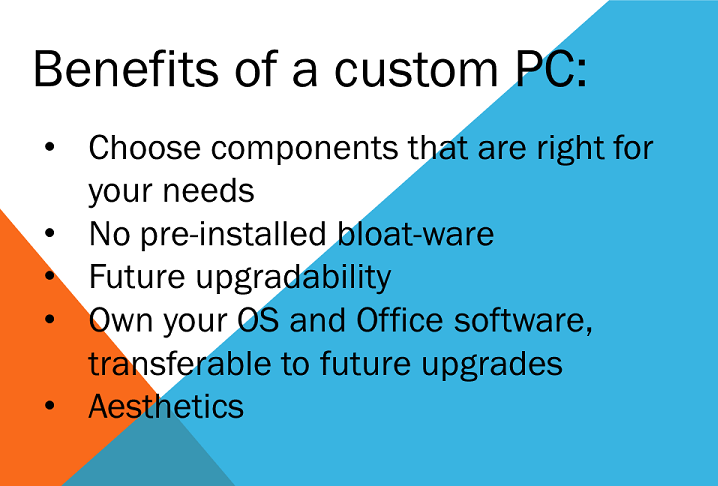 Benefits of a custom PC:
• Choose components that are right for
your needs
• No pre-installed bloat-ware
• Future upgradability
• Own your OS and Office software,
transferable to future upgrades
• Aesthetics